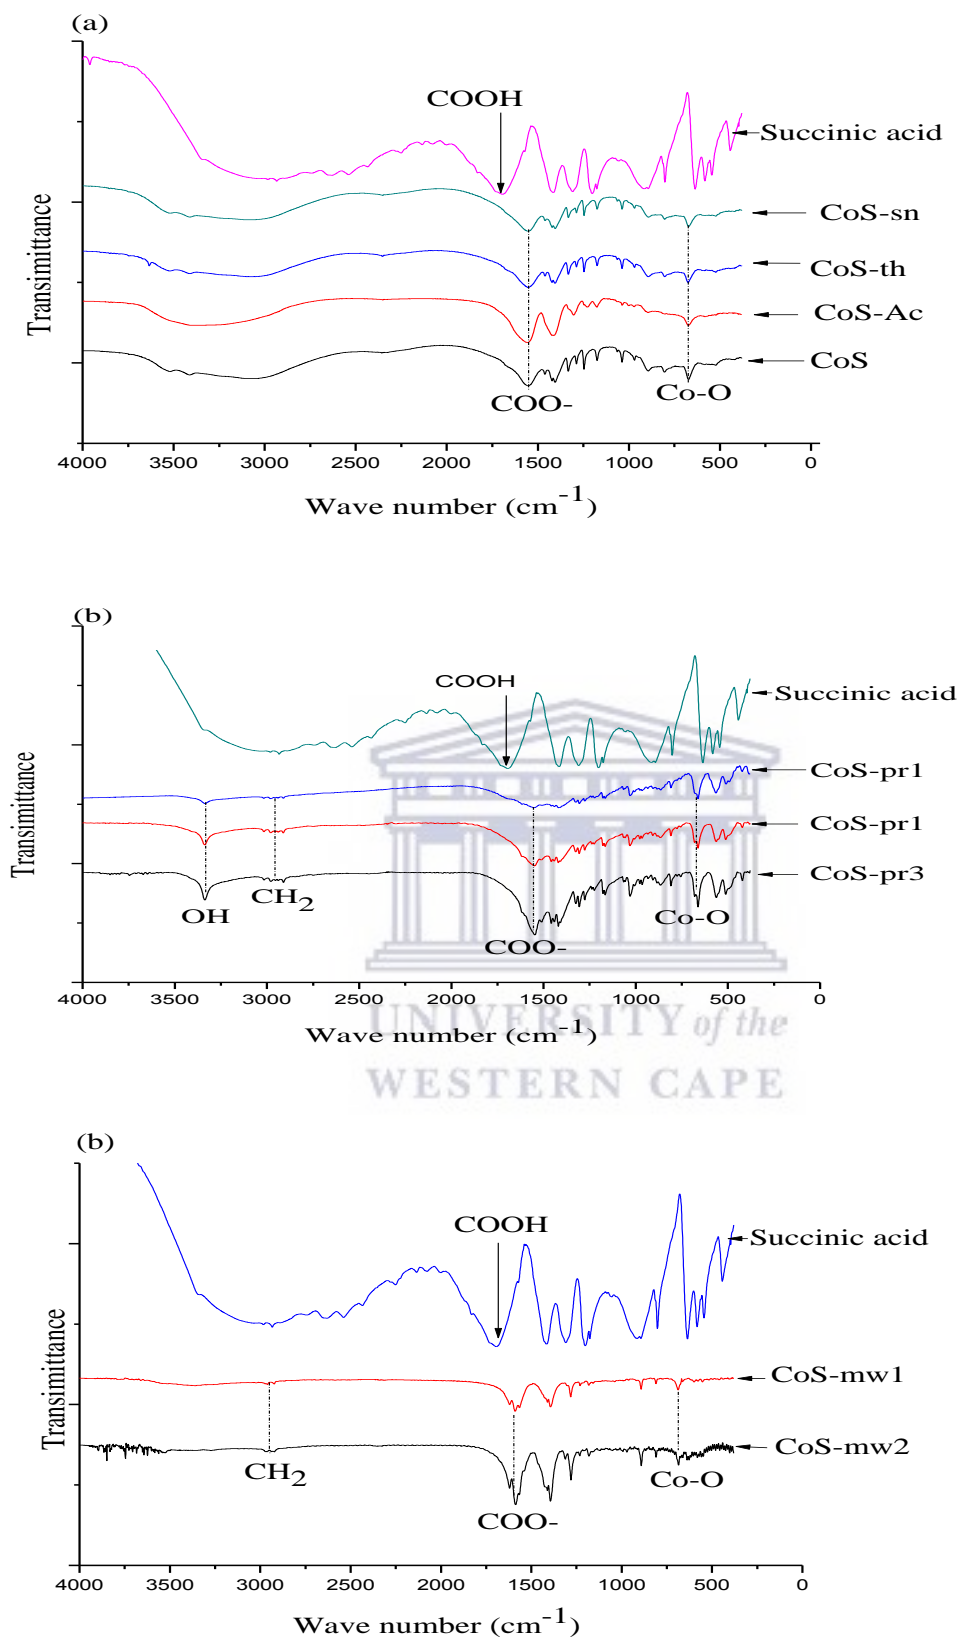 (a)
COOH
Succinic acid
CoS-sn
CoS-th
CoS-Ac
CoS
COO-
Co-O
Transimittance
4000 3500 3000 2500 2000 1500 1000 500 0
Wave number (cm-1)
(b)
COOH
Succinic acid
CoS-pr1
CoS-pr1
CoS-pr3
OH
CH2
COO-
Co-O
Transimittance
4000 3500 3000 2500 2000 1500 1000 500 0
Wave number (cm-1)
UNIVERSITY of the
WESTERN CAPE
(b)
COOH
Succinic acid
CoS-mw1
CoS-mw2
CH2
COO-
Co-O
Transimittance
4000 3500 3000 2500 2000 1500 1000 500 0
Wave number (cm-1)